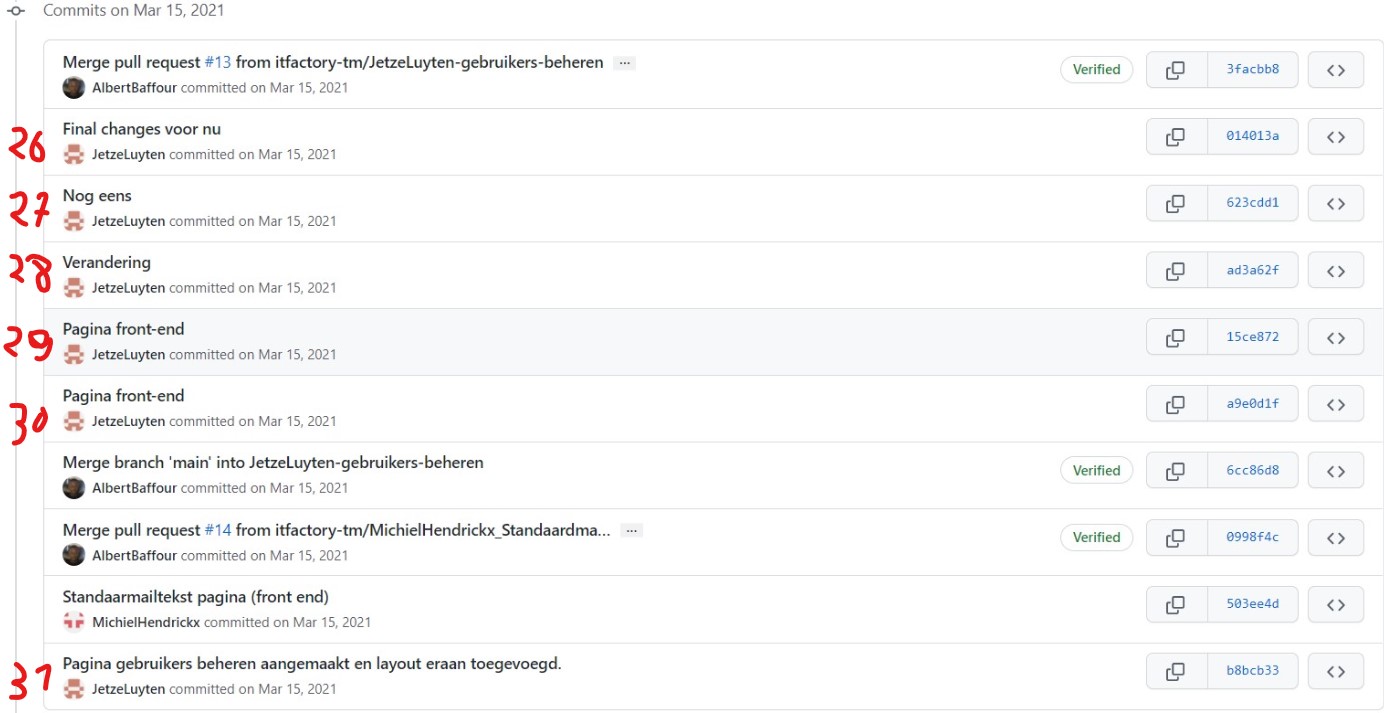 Commits on Mar 15, 2021
Merge pull request #13 from itfactory-tm/JetzeLuyten-gebruikers-beheren ...
Verified 3facbb8 <>
AlbertBaffour committed on Mar 15, 2021
26 Final changes voor nu
014013a <>
JetzeLuyten committed on Mar 15, 2021
27 Nog eens
623cdd1 <>
JetzeLuyten committed on Mar 15, 2021
28 Verandering
ad3a62f <>
JetzeLuyten committed on Mar 15, 2021
29 Pagina front-end
15ce872 <>
JetzeLuyten committed on Mar 15, 2021
30 Pagina front-end
a9e0d1f <>
JetzeLuyten committed on Mar 15, 2021
Merge branch 'main' into JetzeLuyten-gebruikers-beheren
Verified 6cc86d8 <>
AlbertBaffour committed on Mar 15, 2021
Merge pull request #14 from itfactory-tm/MichielHendrickx_Standaardma... ...
Verified 0998f4c <>
AlbertBaffour committed on Mar 15, 2021
Standaarmailtekst pagina (front end)
503ee4d <>
MichielHendrickx committed on Mar 15, 2021
31 Pagina gebruikers beheren aangemaakt en layout eraan toegevoegd.
b8bcb33 <>
JetzeLuyten committed on Mar 15, 2021